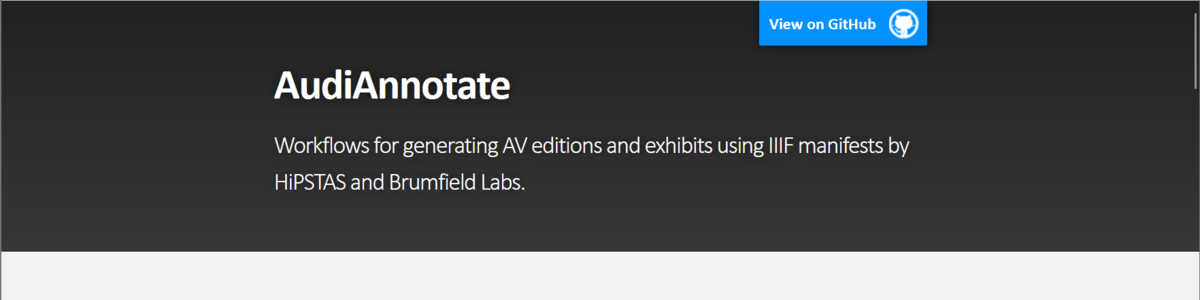 View on GitHub
AudiAnnotate
Workflows for generating AV editions and exhibits using IIIF manifests by
HiPSTAS and Brumfield Labs.